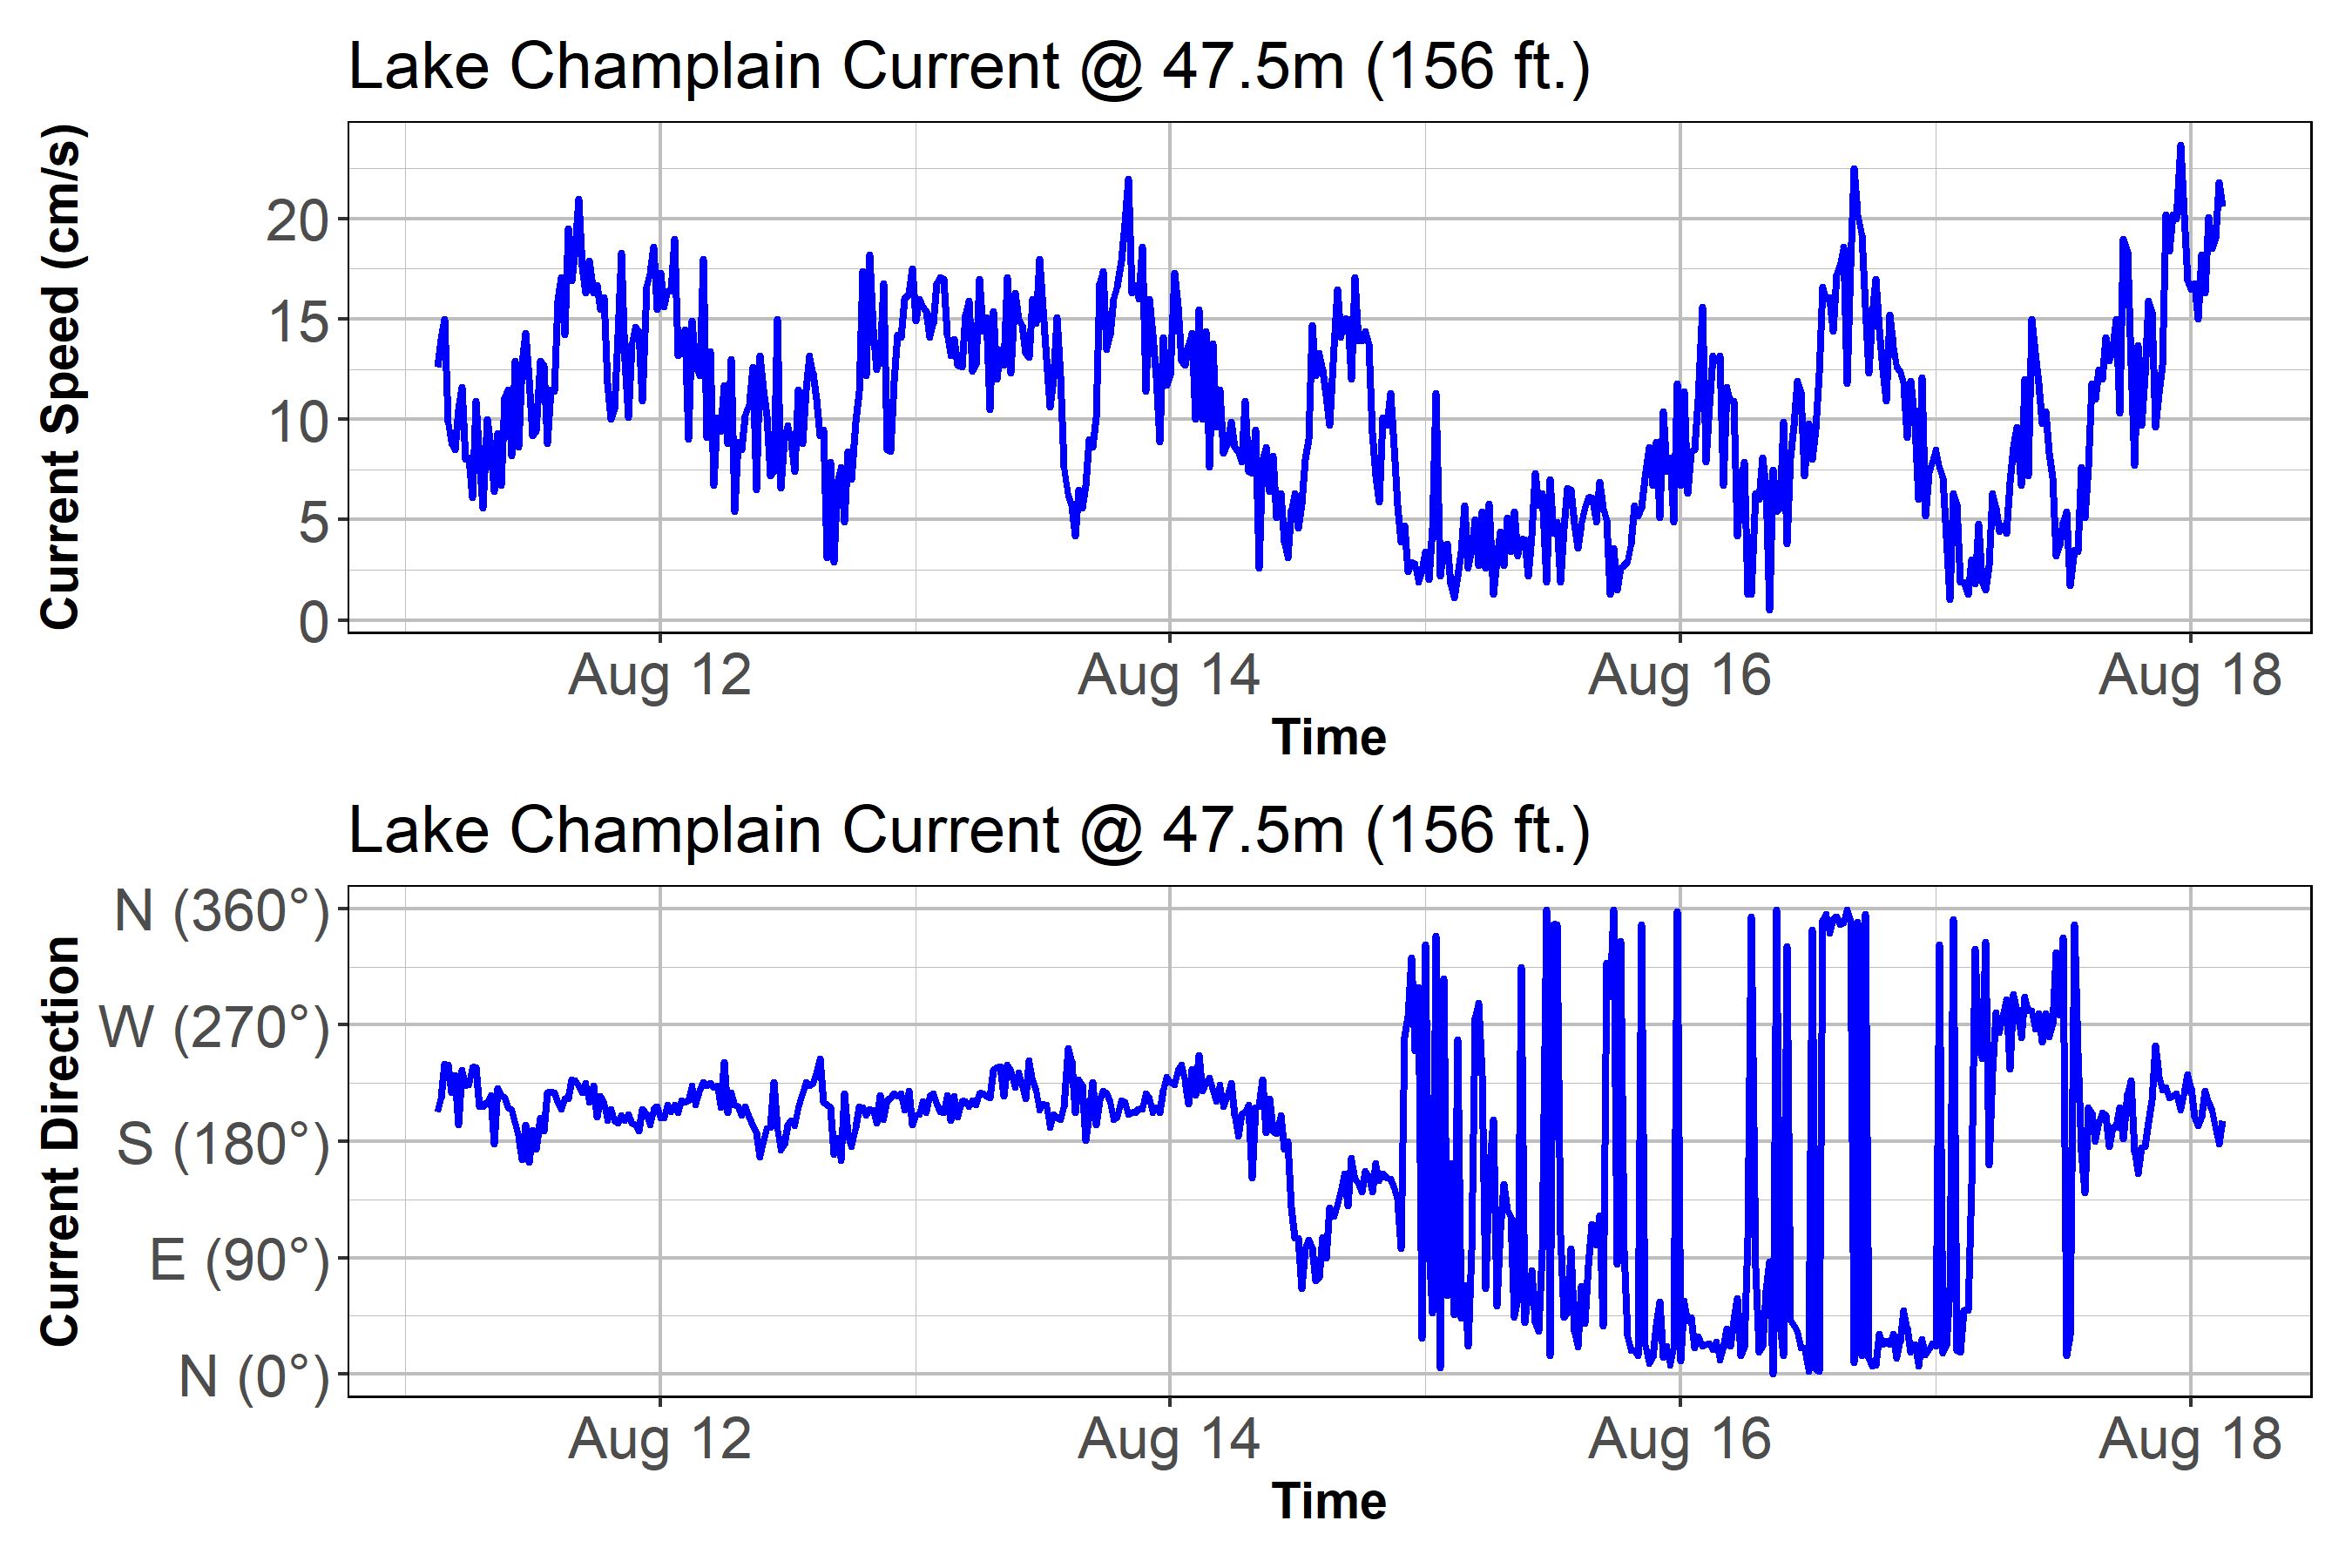 Lake Champlain Current @ 47.5m (156 ft.)
Current Speed (cm/s)
20
15
10
5
0
Aug 12 Aug 14 Aug 16 Aug 18
Time
Lake Champlain Current @ 47.5m (156 ft.)
Current Direction
N (360°)
W (270°)
S (180°)
E (90°)
N (0°)
Aug 12 Aug 14 Aug 16 Aug 18
Time